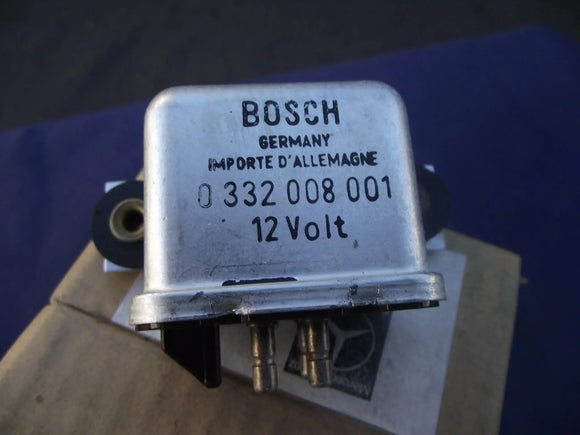 BOSCH
GERMANY
IMPORTE D'ALLEMAGNE
0 332 008 001
12 Volt